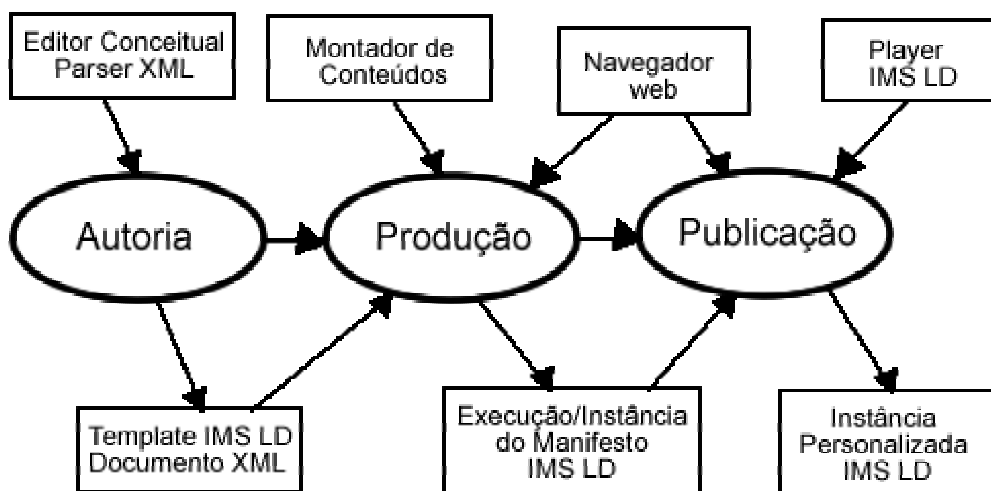 Editor Conceitual
Parser XML
Montador de
Conteúdos
Navegador
web
Player
IMS LD
Autoria
Produção
Publicação
Template IMS LD
Documento XML
Execução/Instância
do Manifesto
IMS LD
Instância
Personalizada
IMS LD